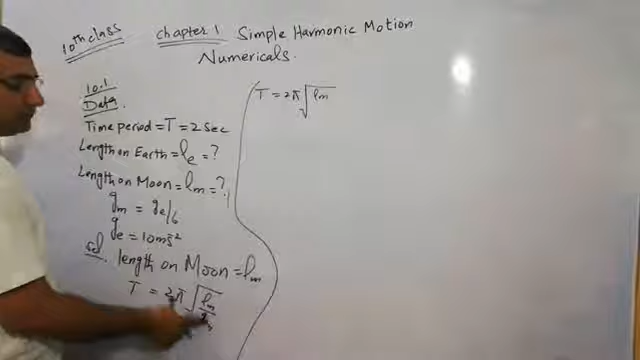 10th class chapter 1 Simple Harmonic Motion
Numericals.
10.1
Data.
Time period = T = 2 sec
Length on Earth = le = ?
Length on Moon = lm = ?
gm = ge/6
ge = 10ms⁻²
Sol. length on Moon = lm
T = 2π √(lm/gm)
T = 2π √lm